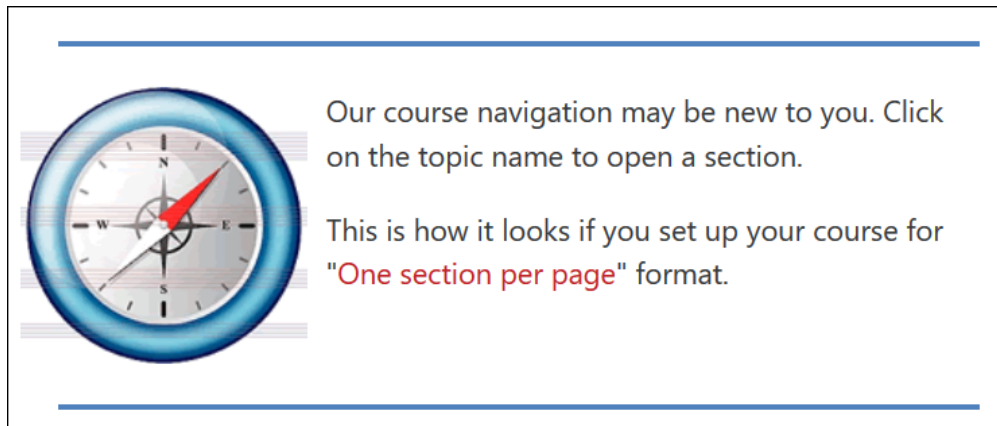 N
W
E
S
Our course navigation may be new to you. Click
on the topic name to open a section.
This is how it looks if you set up your course for
"One section per page" format.